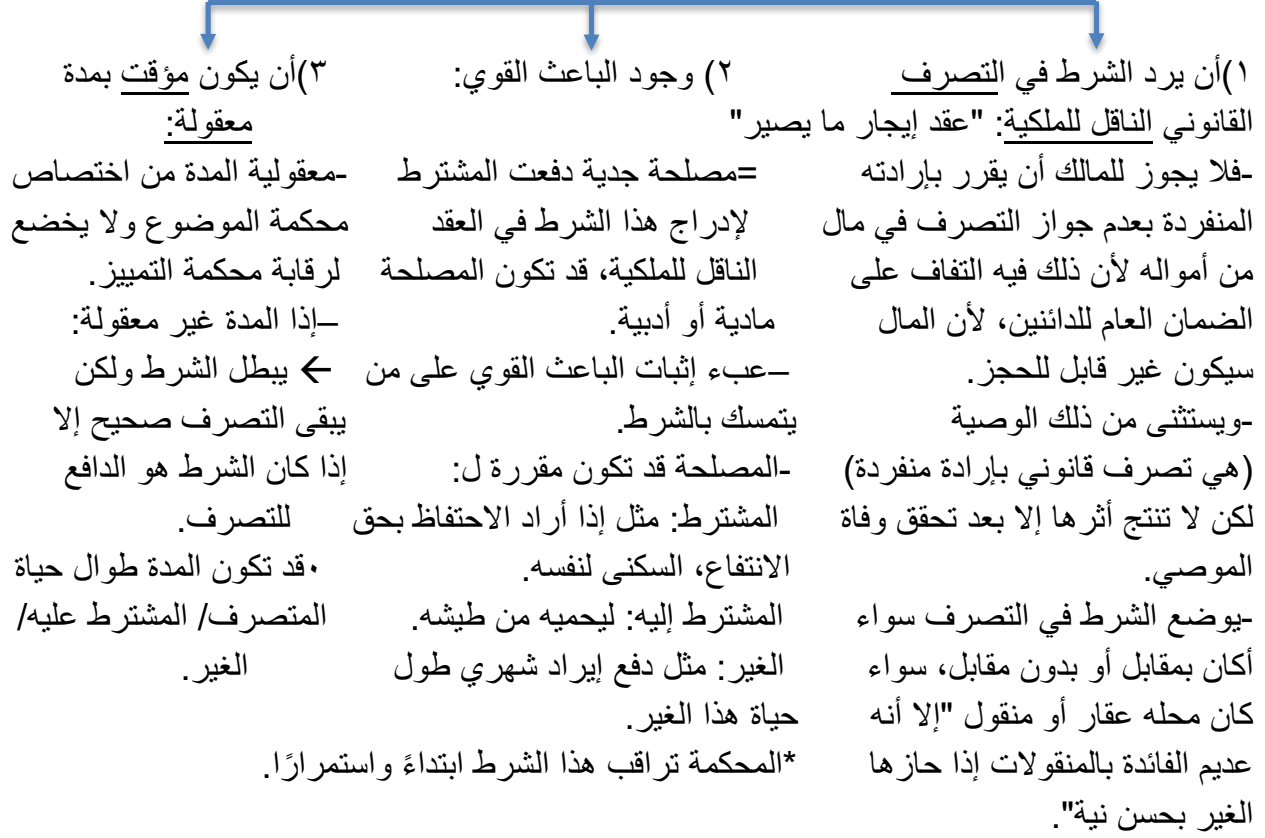 ١)أن يرد الشرط في التصرف
القانوني الناقل للملكية: "عقد إيجار ما يصير"
-فلا يجوز للمالك أن يقرر بإرادته
المنفردة بعدم جواز التصرف في مال
من أمواله لأن ذلك فيه التفاف على
الضمان العام للدائنين، لأن المال
سيكون غير قابل للحجز.
-ويستثنى من ذلك الوصية
(هي تصرف قانوني بإرادة منفردة)
لكن لا تنتج أثرها إلا بعد تحقق وفاة
الموصي.
-يوضع الشرط في التصرف سواء
أكان بمقابل أو بدون مقابل، سواء
كان محله عقار أو منقول "إلا أنه
عديم الفائدة بالمنقولات إذا حازها
الغير بحسن نية".
٢) وجود الباعث القوي:
=مصلحة جدية دفعت المشترط
لإدراج هذا الشرط في العقد
الناقل للملكية، قد تكون المصلحة
مادية أو أدبية.
–عبء إثبات الباعث القوي على من
يتمسك بالشرط.
-المصلحة قد تكون مقررة ل:
المشترط: مثل إذا أراد الاحتفاظ بحق
الانتفاع، السكنى لنفسه.
المشترط إليه: ليحميه من طيشه.
الغير: مثل دفع إيراد شهري طول
حياة هذا الغير.
*المحكمة تراقب هذا الشرط ابتداءً واستمرارًا.
٣)أن يكون مؤقت بمدة
معقولة:
-معقولية المدة من اختصاص
محكمة الموضوع ولا يخضع
لرقابة محكمة التمييز.
–إذا المدة غير معقولة:
← يبطل الشرط ولكن
يبقى التصرف صحيح إلا
إذا كان الشرط هو الدافع
للتصرف.
٠قد تكون المدة طوال حياة
المتصرف/ المشترط عليه/
الغير.